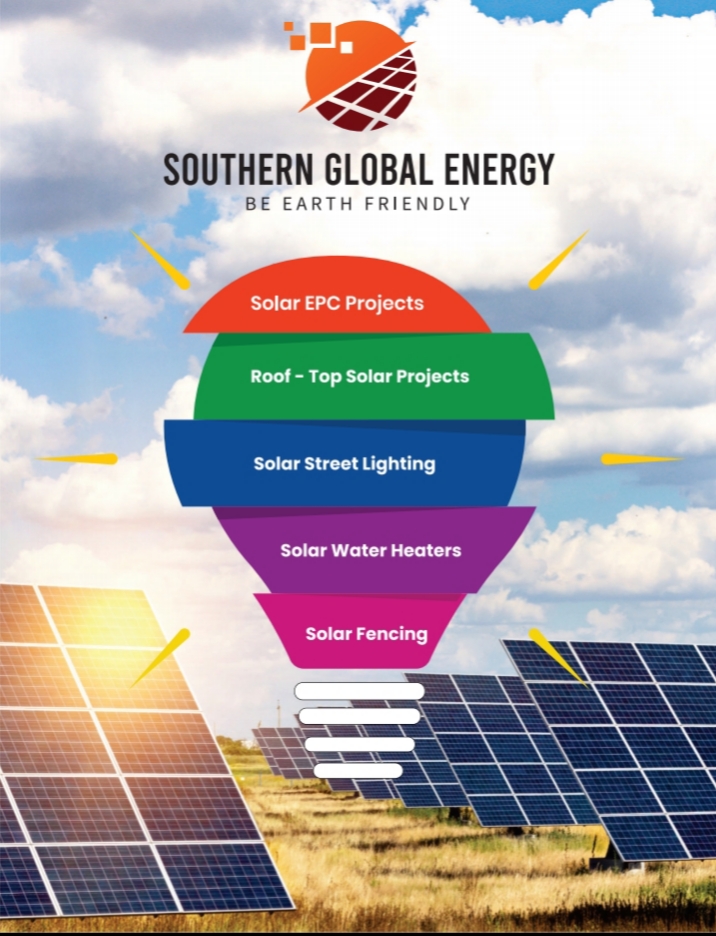 SOUTHERN GLOBAL ENERGY
BE EARTH FRIENDLY
Solar EPC Projects
Roof - Top Solar Projects
Solar Street Lighting
Solar Water Heaters
Solar Fencing